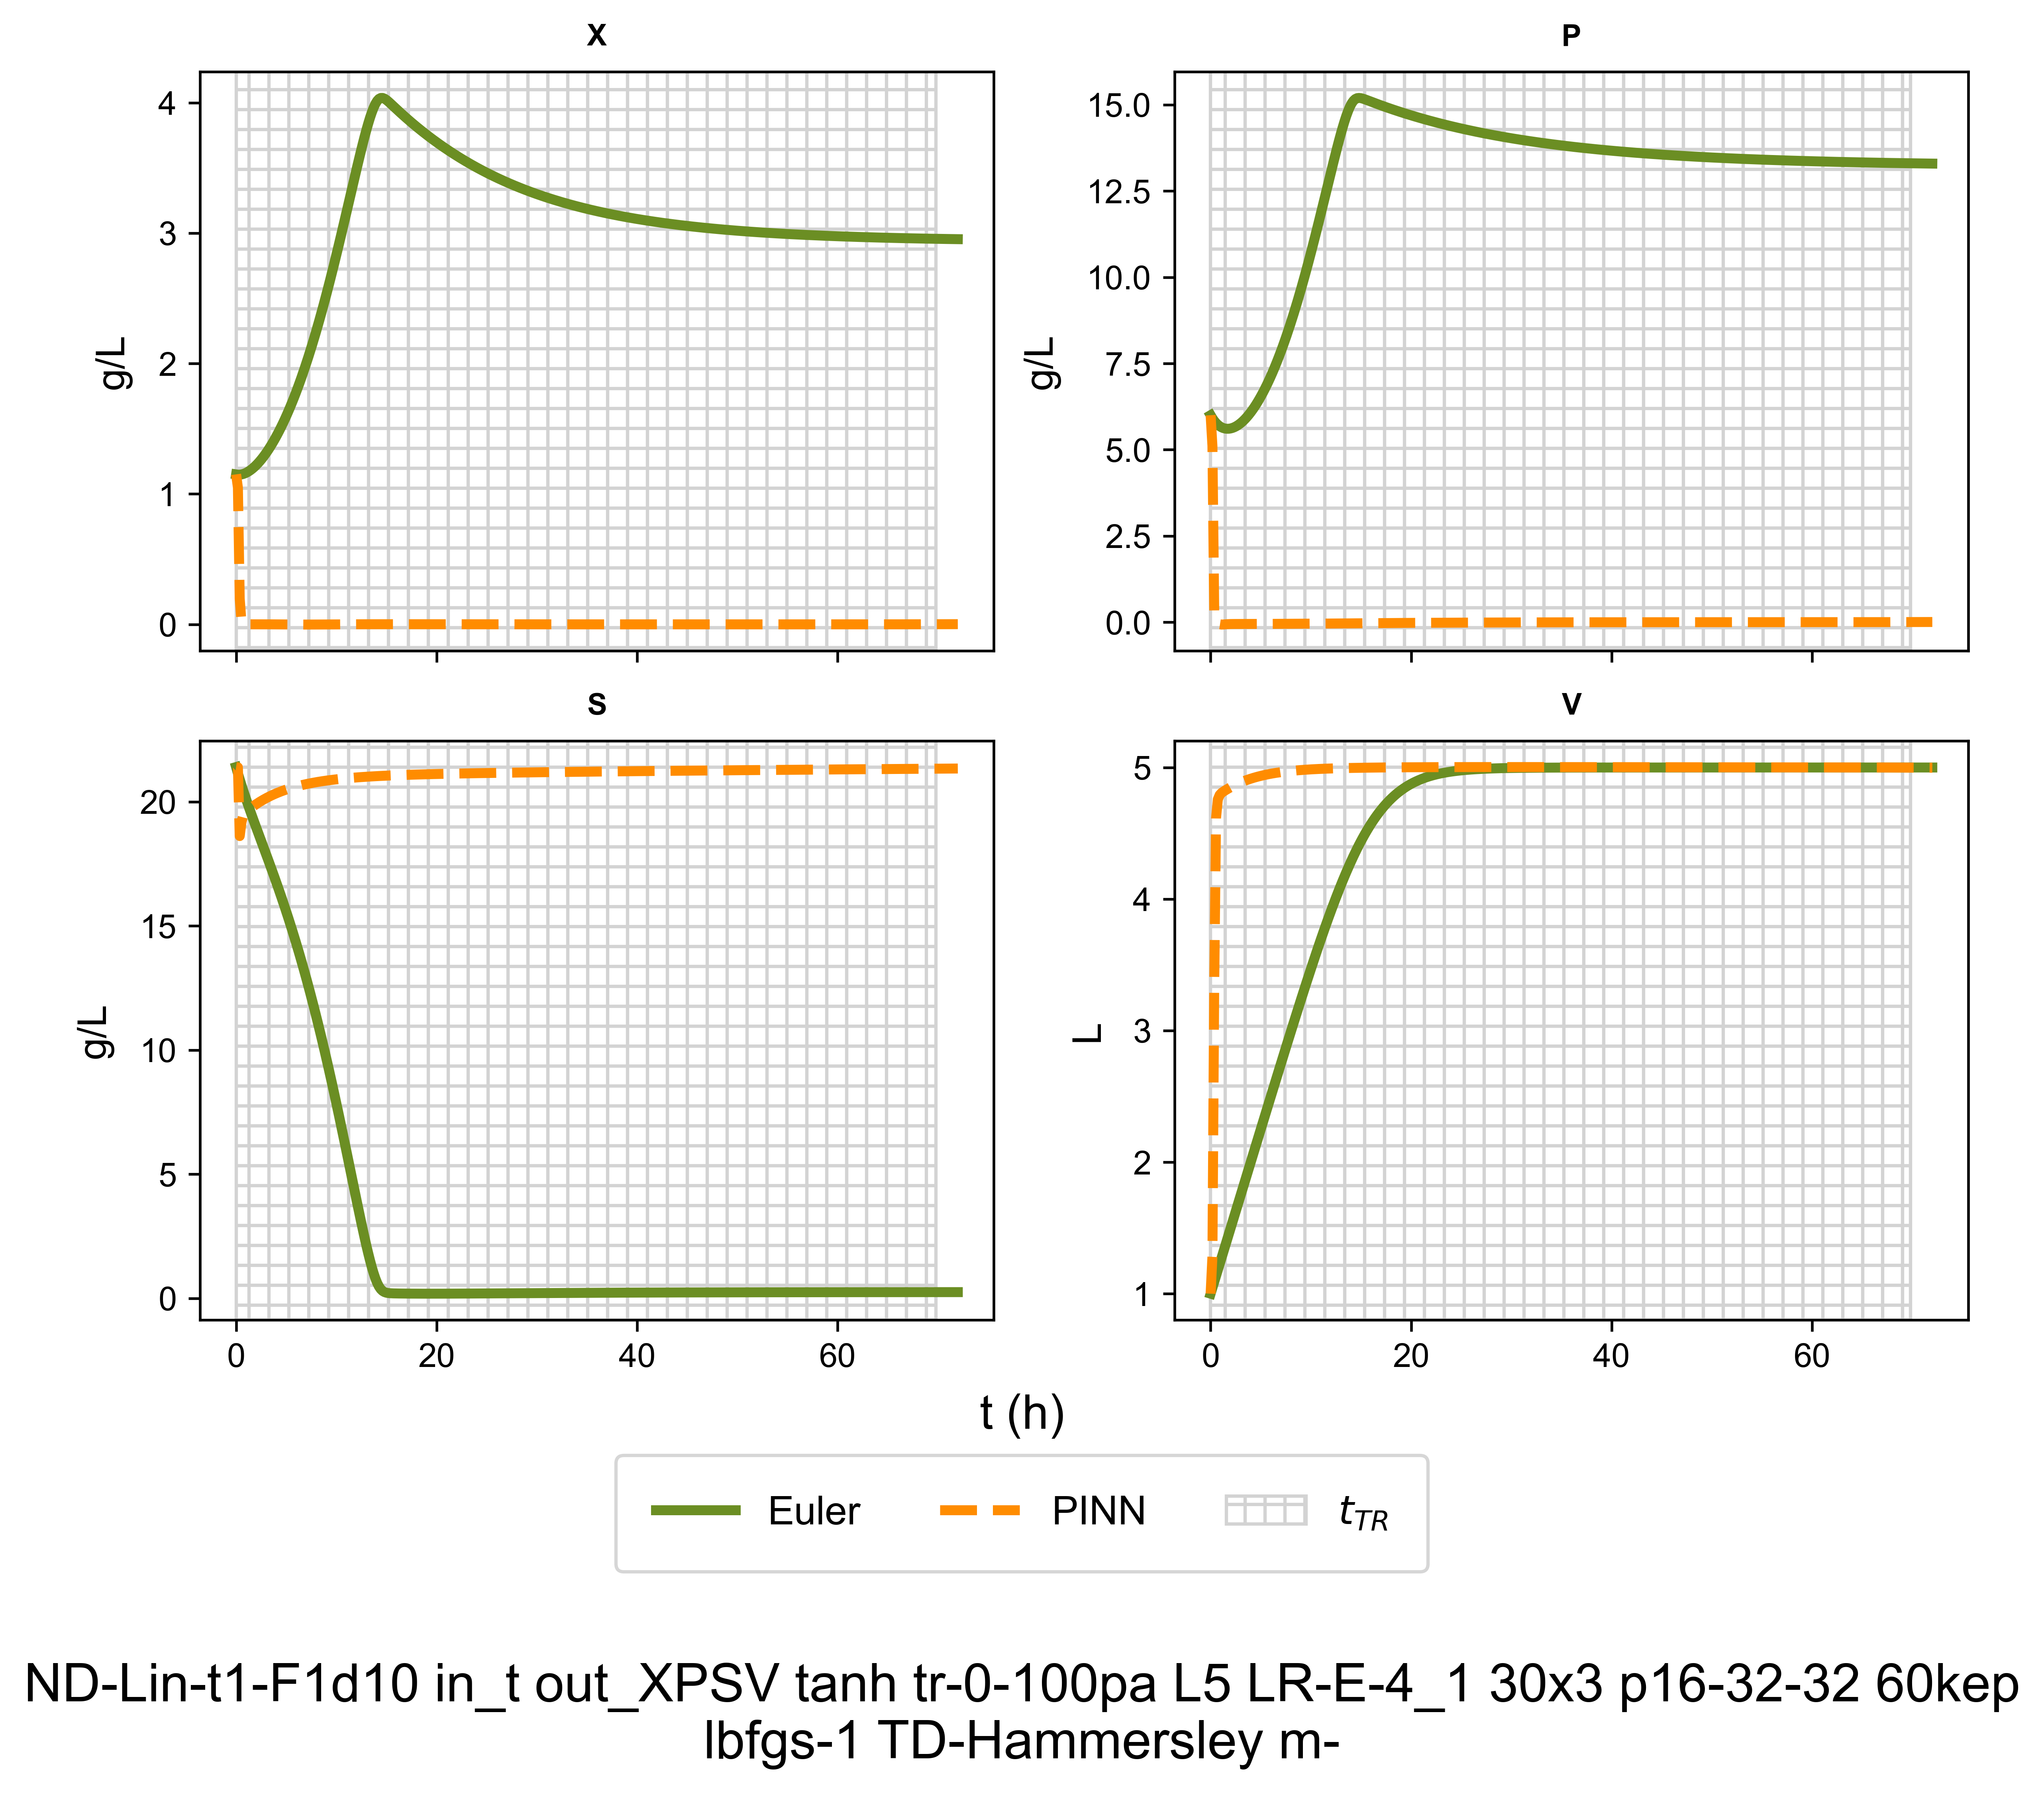 X
4
3
2
1
0
g/L
P
15.0
12.5
10.0
7.5
5.0
2.5
0.0
g/L
S
20
15
10
5
0
g/L
0 20 40 60
V
5
4
3
2
1
L
0 20 40 60
t (h)
Euler PINN t_TR
ND-Lin-t1-F1d10 in_t out_XPSV tanh tr-0-100pa L5 LR-E-4_1 30x3 p16-32-32 60kep
lbfgs-1 TD-Hammersley m-